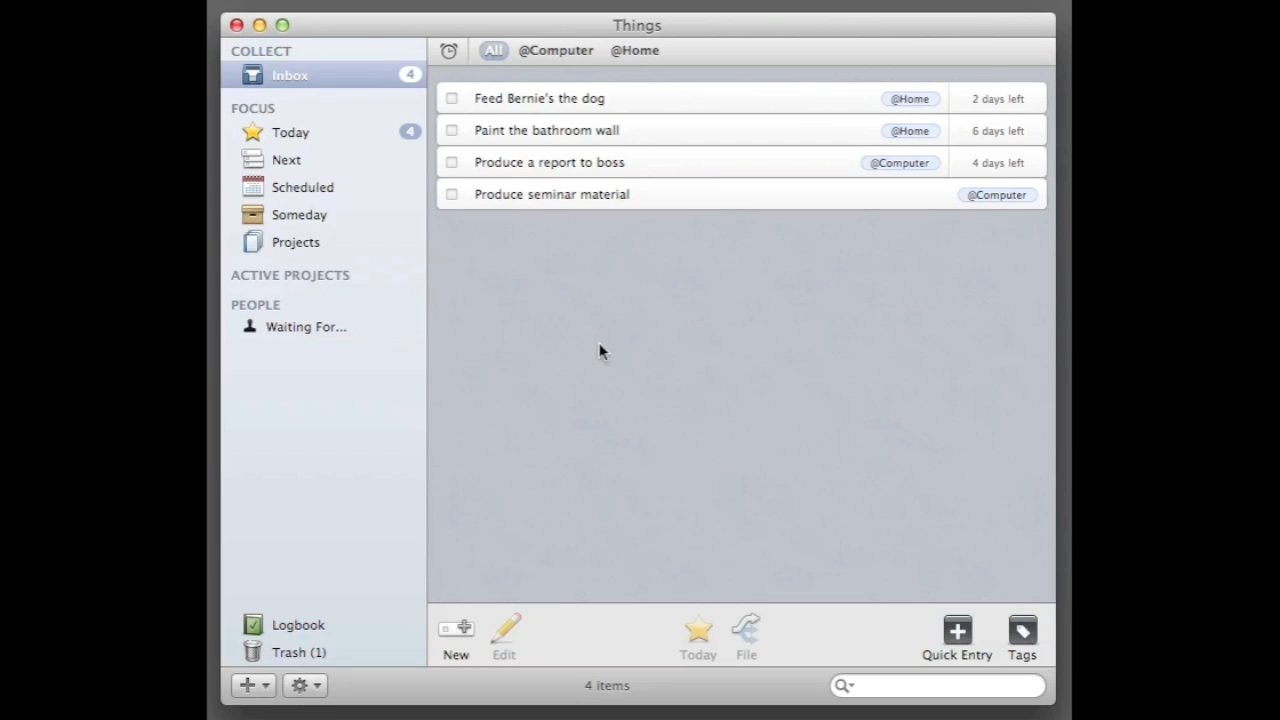 Things
COLLECT
Inbox 4
FOCUS
Today 4
Next
Scheduled
Someday
Projects
ACTIVE PROJECTS
PEOPLE
Waiting For...
Logbook
Trash (1)
All @Computer @Home
Feed Bernie's the dog @Home 2 days left
Paint the bathroom wall @Home 6 days left
Produce a report to boss @Computer 4 days left
Produce seminar material @Computer
New Edit Today File Quick Entry Tags
4 items